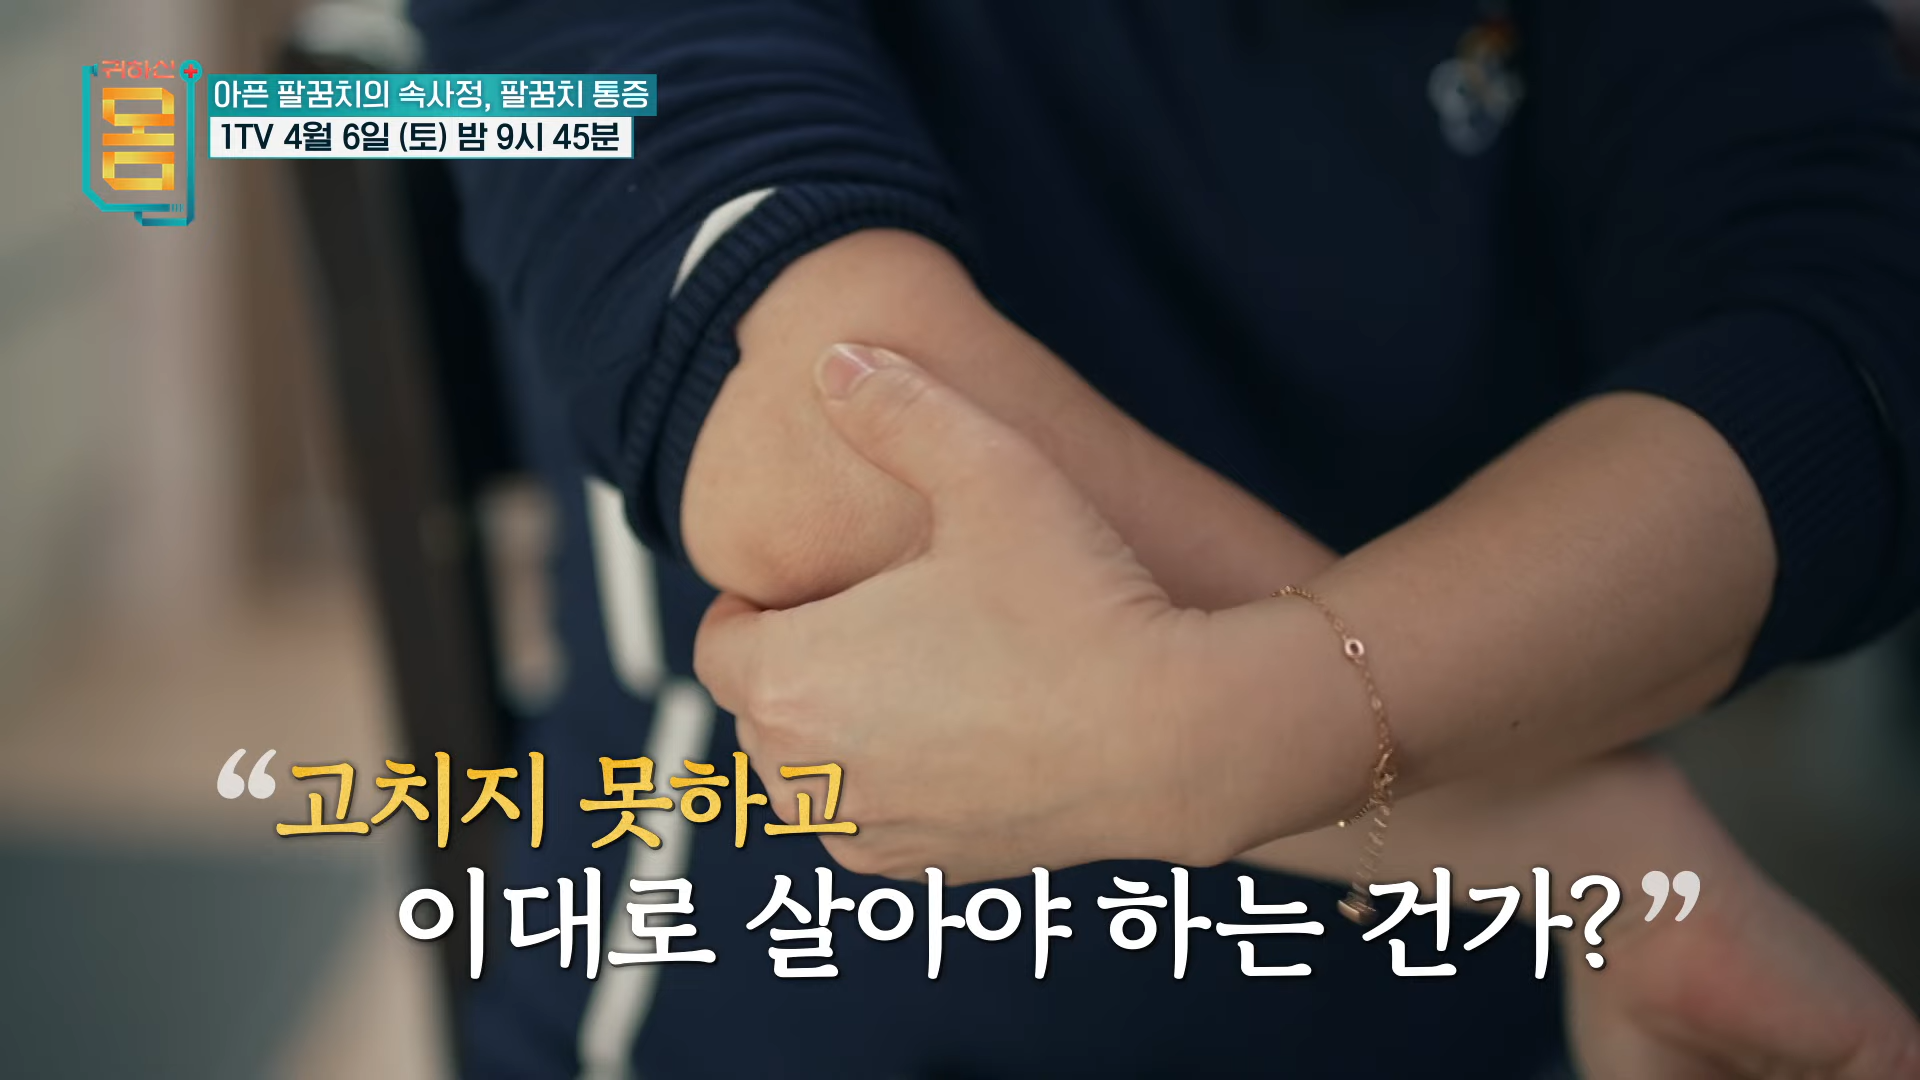 귀하신
몸
아픈 팔꿈치의 속사정, 팔꿈치 통증
1TV 4월 6일 (토) 밤 9시 45분
“고치지 못하고
이대로 살아야 하는 건가?”